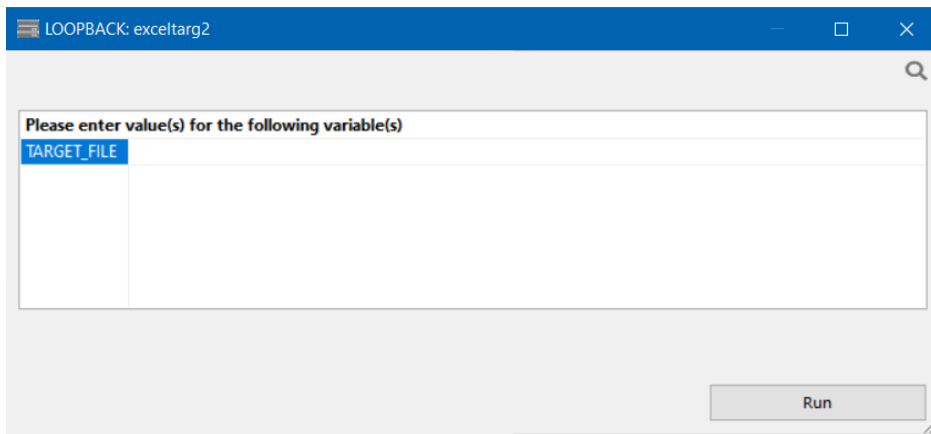 LOOPBACK: exceltarg2
Please enter value(s) for the following variable(s)
TARGET_FILE
Run